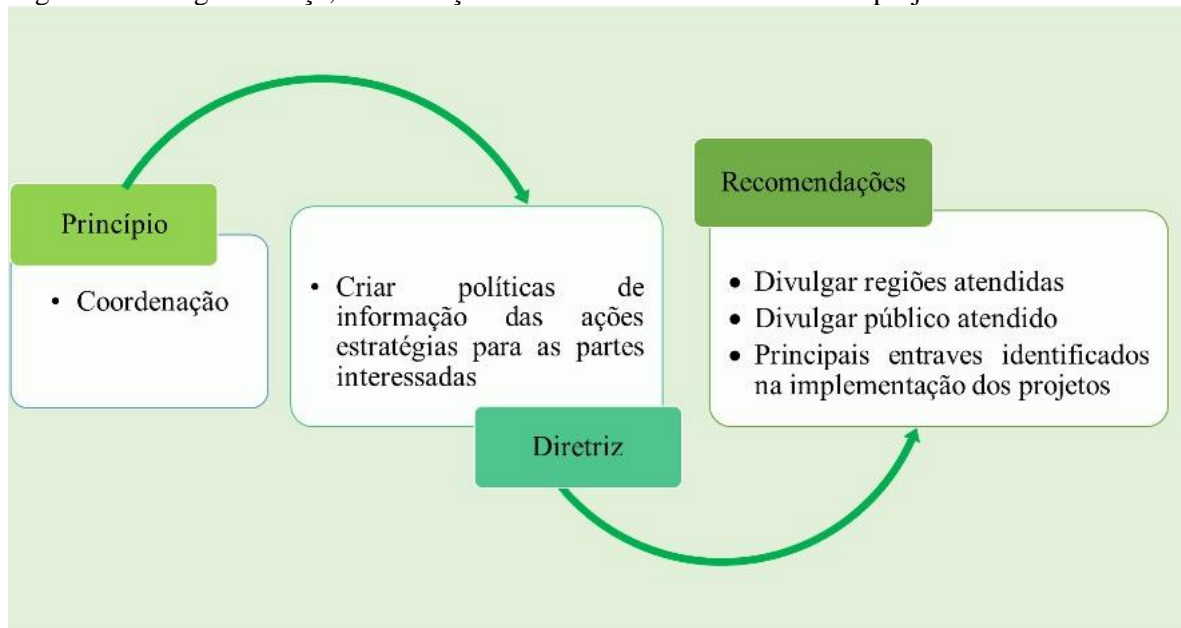 Princípio
• Coordenação
• Criar políticas de
informação das ações
estratégias para as partes
interessadas
Diretriz
Recomendações
• Divulgar regiões atendidas
• Divulgar público atendido
• Principais entraves identificados
na implementação dos projetos